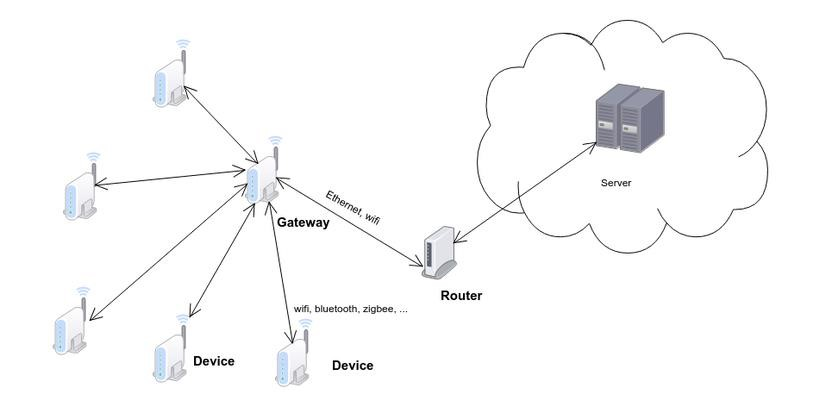 Server
Ethernet, wifi
Gateway
Router
wifi, bluetooth, zigbee, ...
Device
Device